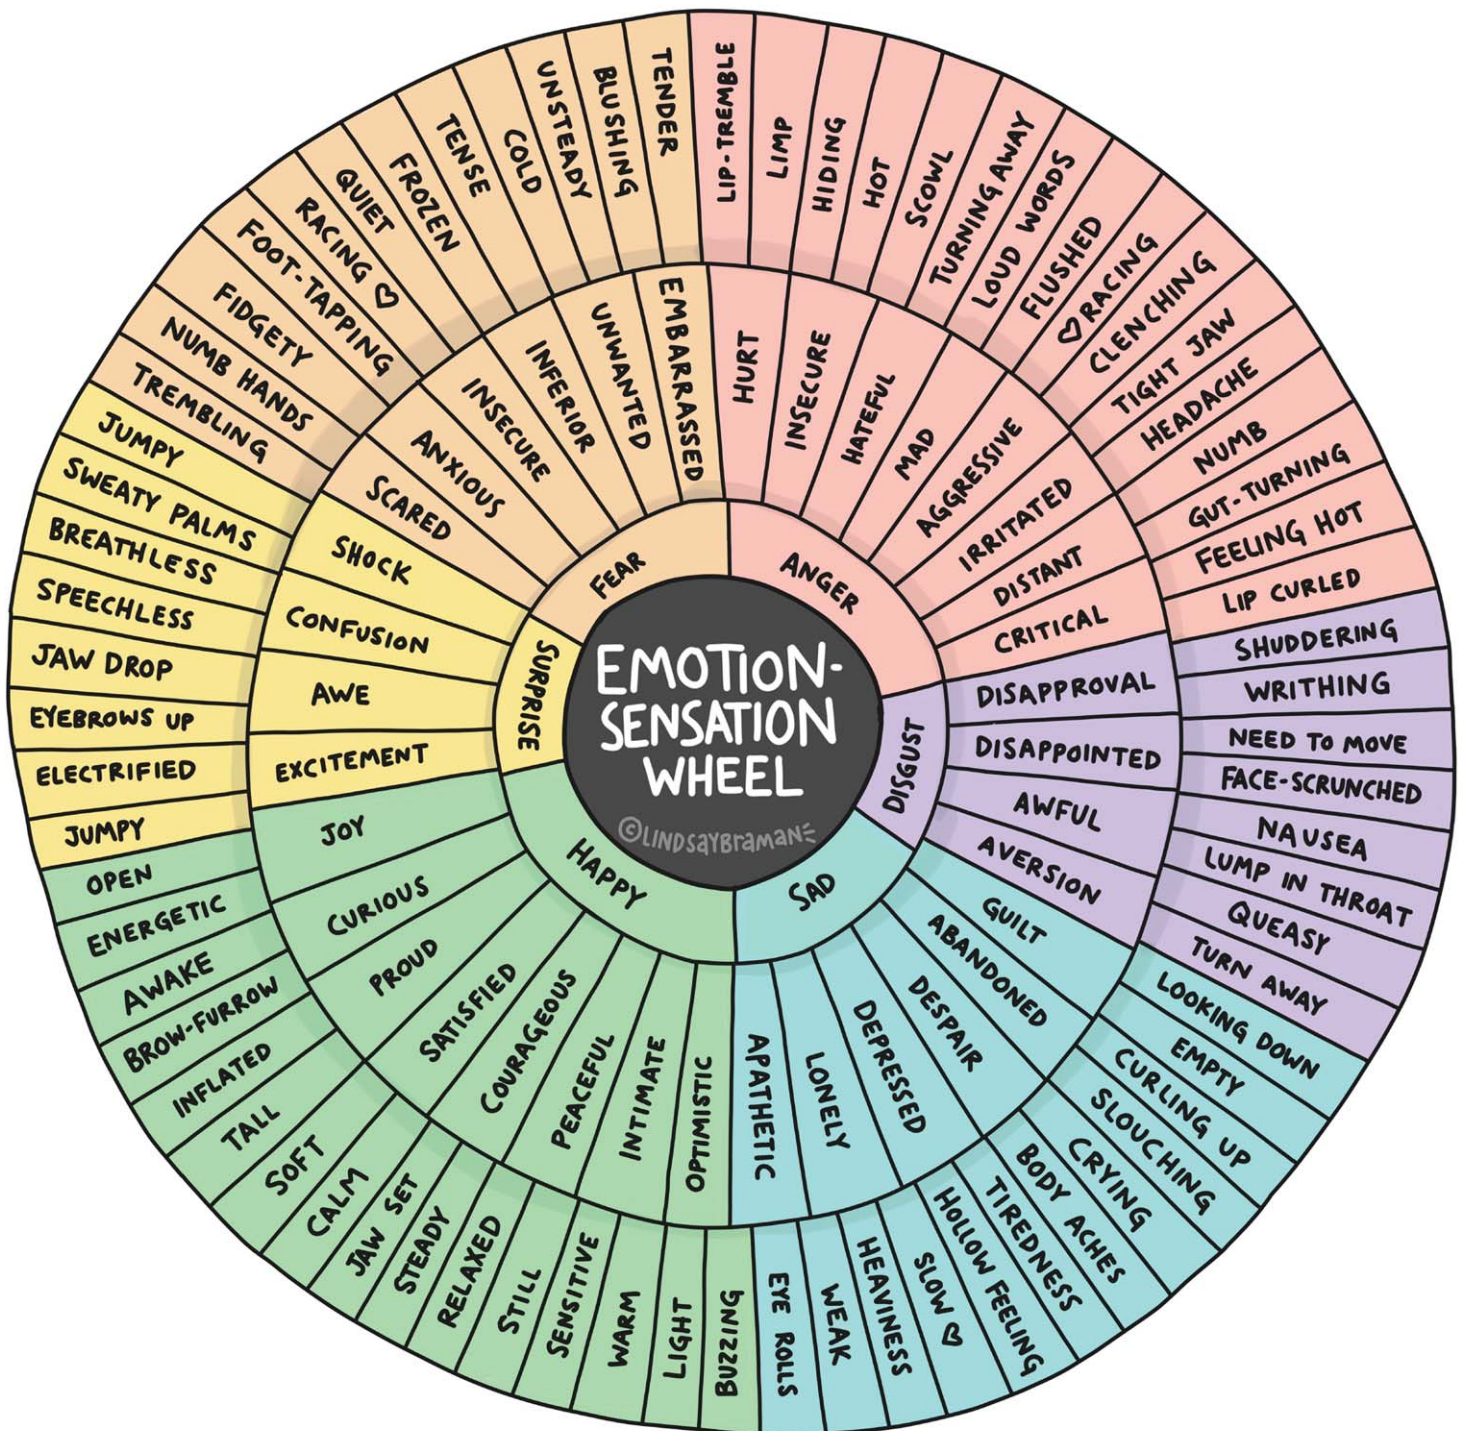 EMOTION-
SENSATION
WHEEL
©LINDSAYBRAMAN
FEAR
ANGER
DISGUST
SAD
HAPPY
SURPRISE
HURT
INSECURE
HATEFUL
MAD
AGGRESSIVE
IRRITATED
DISTANT
CRITICAL
DISAPPROVAL
DISAPPOINTED
AWFUL
AVERSION
GUILT
ABANDONED
DESPAIR
DEPRESSED
LONELY
APATHETIC
OPTIMISTIC
INTIMATE
PEACEFUL
COURAGEOUS
SATISFIED
PROUD
CURIOUS
JOY
EXCITEMENT
AWE
CONFUSION
SHOCK
SCARED
ANXIOUS
INSECURE
INFERIOR
UNWANTED
EMBARRASSED
LIP-TREMBLE
LIMP
HIDING
HOT
SCOWL
TURNING AWAY
LOUD WORDS
FLUSHED
♡ RACING
CLENCHING
TIGHT JAW
HEADACHE
NUMB
GUT-TURNING
FEELING HOT
LIP CURLED
SHUDDERING
WRITHING
NEED TO MOVE
FACE-SCRUNCHED
NAUSEA
LUMP IN THROAT
QUEASY
TURN AWAY
LOOKING DOWN
EMPTY
CURLING UP
SLOUCHING
CRYING
BODY ACHES
TIREDNESS
HOLLOW FEELING
SLOW ♡
HEAVINESS
WEAK
EYE ROLLS
BUZZING
LIGHT
WARM
SENSITIVE
STILL
RELAXED
STEADY
JAW SET
CALM
SOFT
TALL
INFLATED
BROW-FURROW
AWAKE
ENERGETIC
OPEN
JUMPY
ELECTRIFIED
EYEBROWS UP
JAW DROP
SPEECHLESS
BREATHLESS
SWEATY PALMS
JUMPY
TREMBLING
NUMB HANDS
FIDGETY
FOOT-TAPPING
RACING ♡
QUIET
FROZEN
TENSE
COLD
UNSTEADY
BLUSHING
TENDER